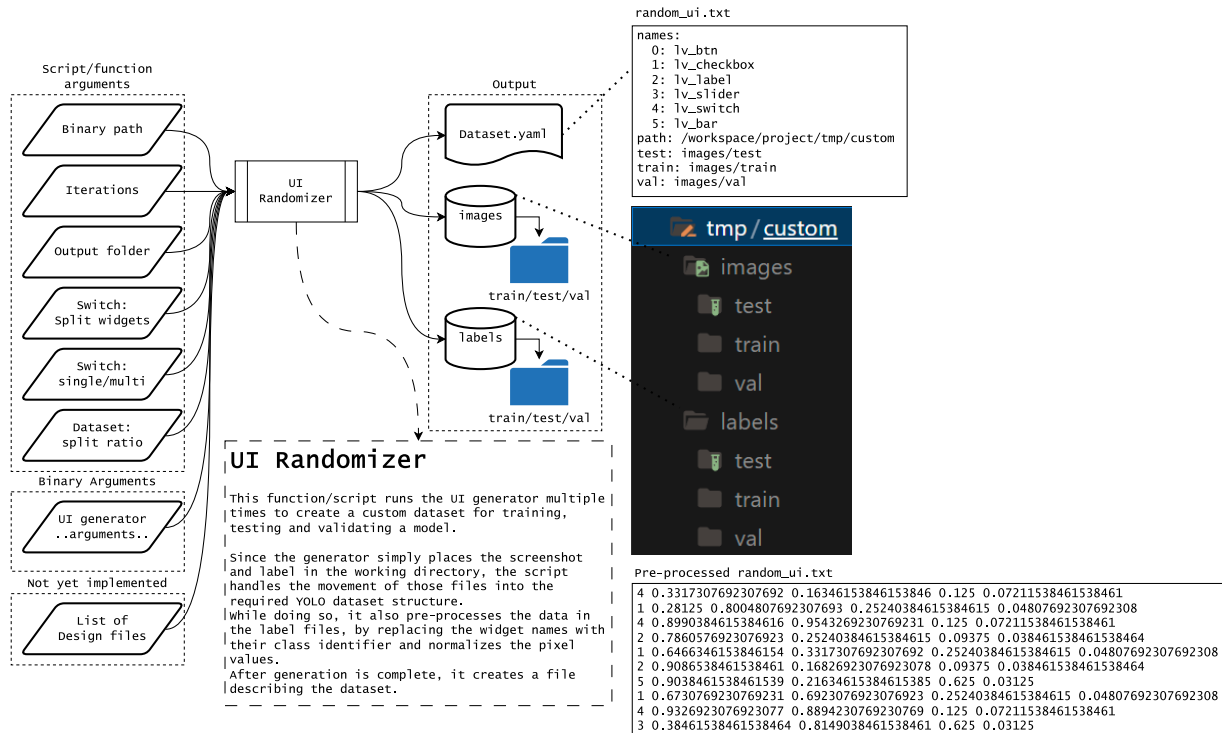 Script/function
arguments
Binary path
Iterations
Output folder
Switch:
Split widgets
Switch:
single/multi
Dataset:
split ratio
Binary Arguments
UI generator
..arguments..
Not yet implemented
List of
Design files
UI
Randomizer
Output
Dataset.yaml
images
train/test/val
labels
train/test/val
UI Randomizer
This function/script runs the UI generator multiple
times to create a custom dataset for training,
testing and validating a model.
Since the generator simply places the screenshot
and label in the working directory, the script
handles the movement of those files into the
required YOLO dataset structure.
While doing so, it also pre-processes the data in
the label files, by replacing the widget names with
their class identifier and normalizes the pixel
values.
After generation is complete, it creates a file
describing the dataset.
random_ui.txt
names:
0: lv_btn
1: lv_checkbox
2: lv_label
3: lv_slider
4: lv_switch
5: lv_bar
path: /workspace/project/tmp/custom
test: images/test
train: images/train
val: images/val
tmp/custom
images
test
train
val
labels
test
train
val
Pre-processed random_ui.txt
4 0.3317307692307692 0.16346153846153846 0.125 0.07211538461538461
1 0.28125 0.8004807692307693 0.25240384615384615 0.04807692307692308
4 0.8990384615384616 0.9543269230769231 0.125 0.07211538461538461
2 0.7860576923076923 0.25240384615384615 0.09375 0.038461538461538464
1 0.6466346153846154 0.3317307692307692 0.25240384615384615 0.04807692307692308
2 0.9086538461538461 0.16826923076923078 0.09375 0.038461538461538464
5 0.9038461538461539 0.21634615384615385 0.625 0.03125
1 0.6730769230769231 0.6923076923076923 0.25240384615384615 0.04807692307692308
4 0.9326923076923077 0.8894230769230769 0.125 0.07211538461538461
3 0.38461538461538464 0.8149038461538461 0.625 0.03125